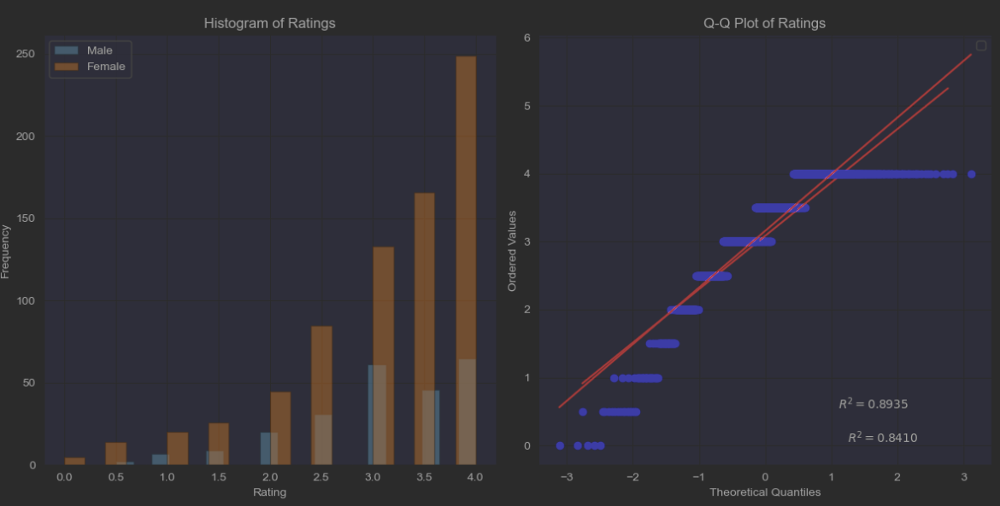 Histogram of Ratings
Male
Female
250
200
150
100
50
0
Frequency
0.0 0.5 1.0 1.5 2.0 2.5 3.0 3.5 4.0
Rating
Q-Q Plot of Ratings
6
5
4
3
2
1
0
Ordered Values
R² = 0.8935
R² = 0.8410
−3 −2 −1 0 1 2 3
Theoretical Quantiles